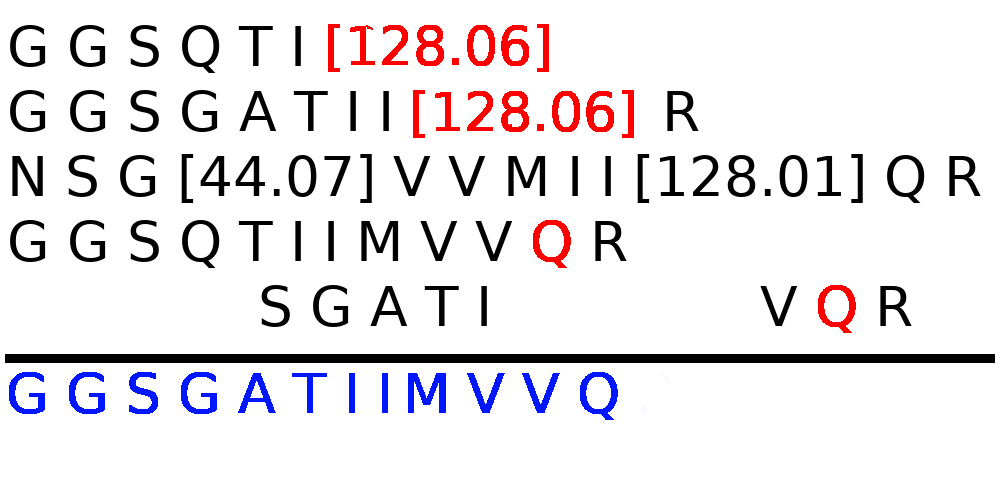 G G S Q T I [128.06]
G G S G A T I I [128.06] R
N S G [44.07] V V M I I [128.01] Q R
G G S Q T I I M V V Q R
S G A T I V Q R
G G S G A T I I M V V Q